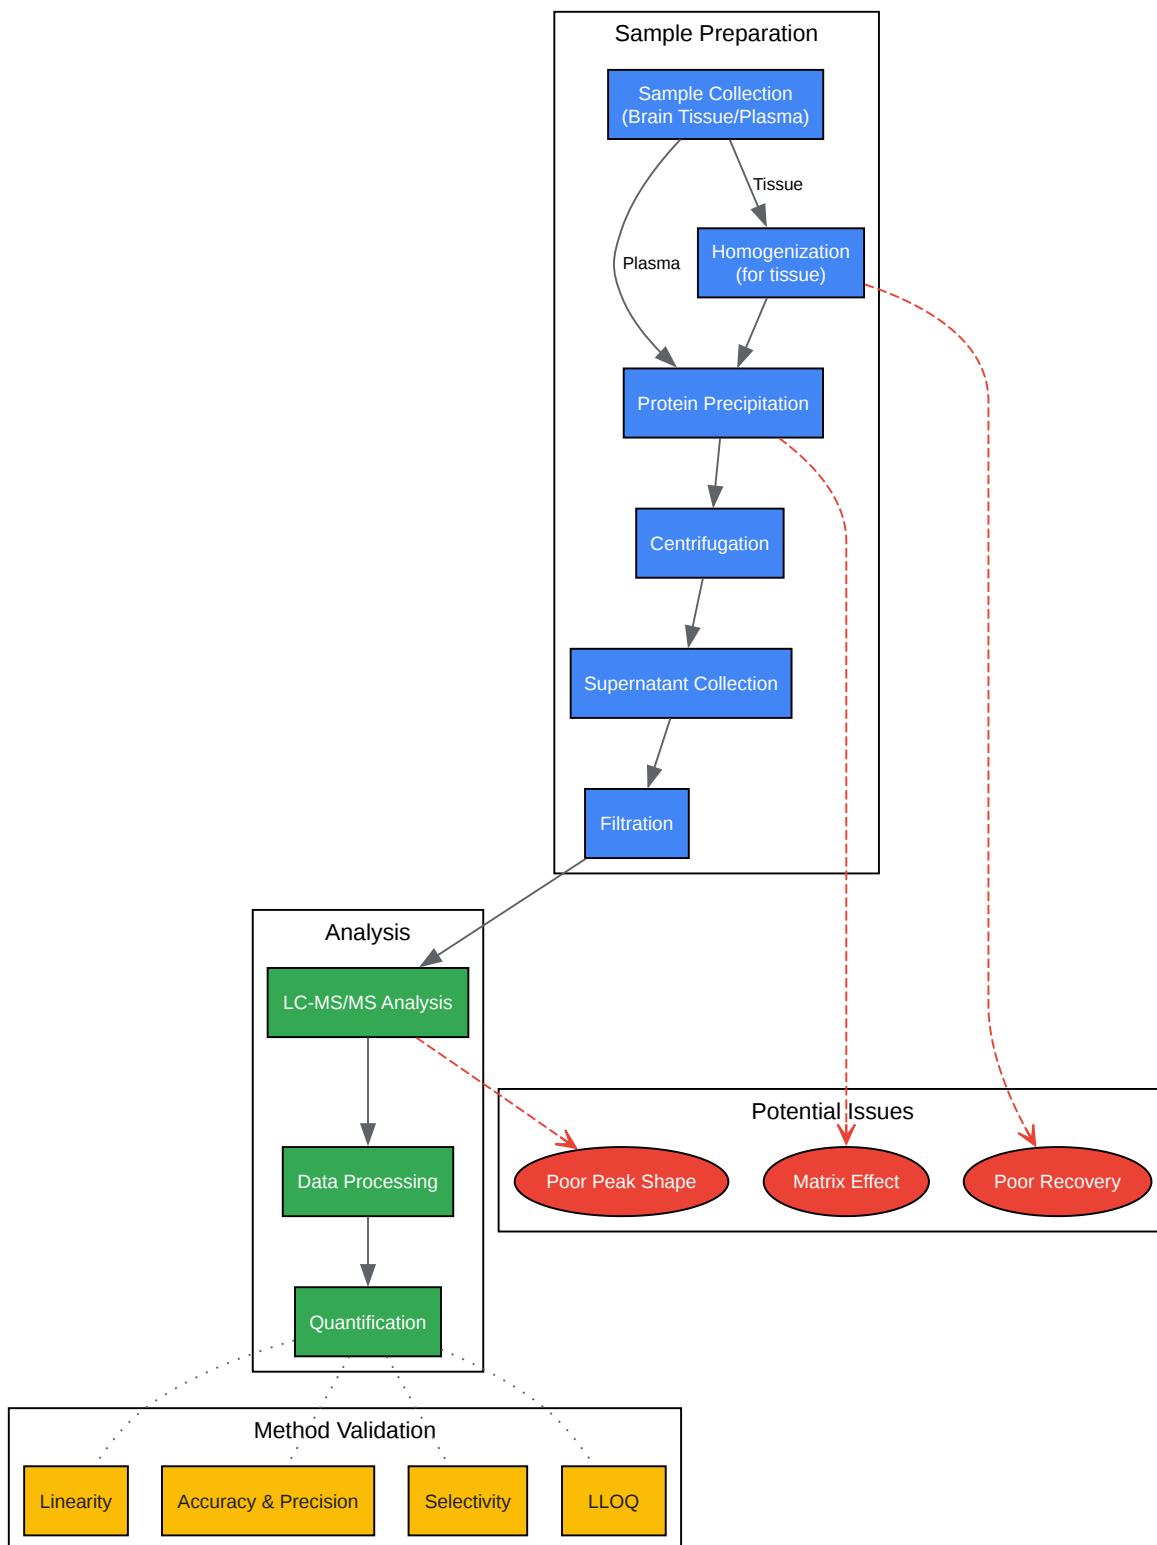 Sample Preparation
Sample Collection
(Brain Tissue/Plasma)
Tissue
Homogenization
(for tissue)
Plasma
Protein Precipitation
Centrifugation
Supernatant Collection
Filtration
Analysis
LC-MS/MS Analysis
Potential Issues
Data Processing
Poor Peak Shape
Matrix Effect
Poor Recovery
Quantification
Method Validation
Linearity
Accuracy & Precision
Selectivity
LLOQ